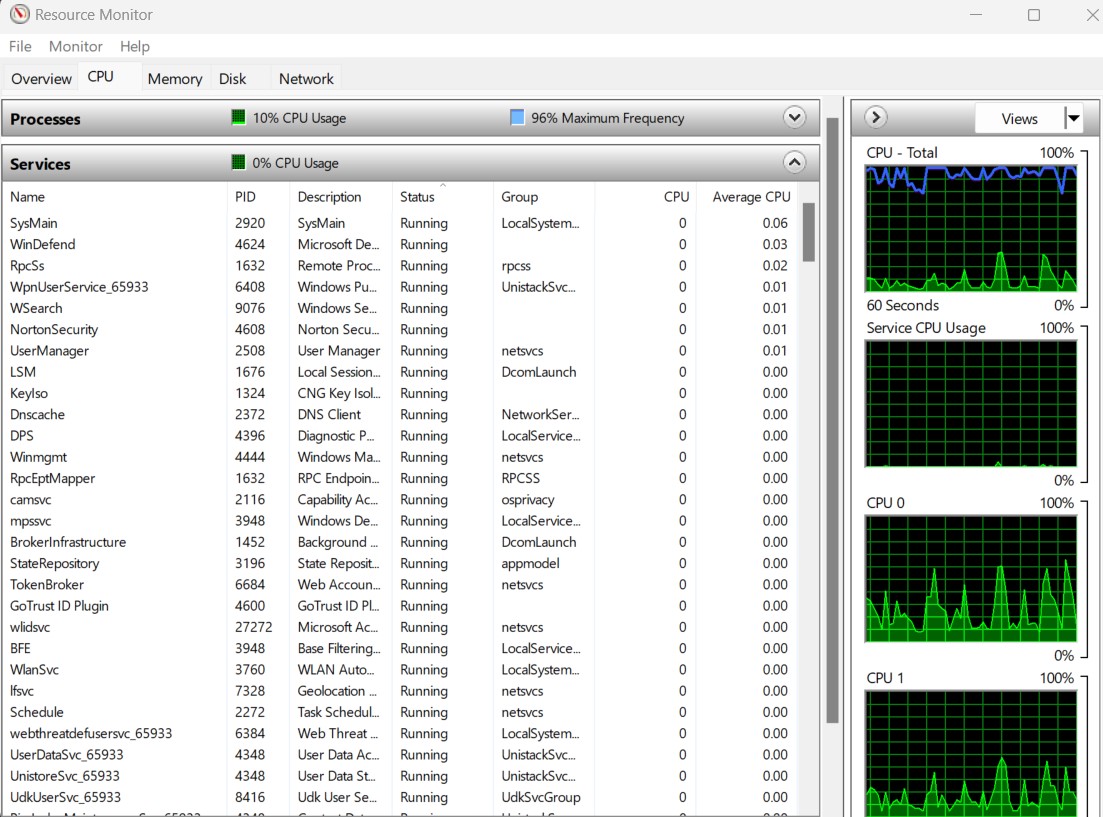 Resource Monitor
File Monitor Help
Overview CPU Memory Disk Network
Processes 10% CPU Usage 96% Maximum Frequency
Services 0% CPU Usage
Name PID Description Status Group CPU Average CPU
SysMain 2920 SysMain Running LocalSystem... 0 0.06
WinDefend 4624 Microsoft De... Running 0 0.03
RpcSs 1632 Remote Proc... Running rpcss 0 0.02
WpnUserService_65933 6408 Windows Pu... Running UnistackSvc... 0 0.01
WSearch 9076 Windows Se... Running 0 0.01
NortonSecurity 4608 Norton Secu... Running 0 0.01
UserManager 2508 User Manager Running netsvcs 0 0.01
LSM 1676 Local Session... Running DcomLaunch 0 0.00
KeyIso 1324 CNG Key Isol... Running 0 0.00
Dnscache 2372 DNS Client Running NetworkSer... 0 0.00
DPS 4396 Diagnostic P... Running LocalService... 0 0.00
Winmgmt 4444 Windows Ma... Running netsvcs 0 0.00
RpcEptMapper 1632 RPC Endpoin... Running RPCSS 0 0.00
camsvc 2116 Capability Ac... Running osprivacy 0 0.00
mpssvc 3948 Windows De... Running LocalService... 0 0.00
BrokerInfrastructure 1452 Background ... Running DcomLaunch 0 0.00
StateRepository 3196 State Reposit... Running appmodel 0 0.00
TokenBroker 6684 Web Accoun... Running netsvcs 0 0.00
GoTrust ID Plugin 4600 GoTrust ID Pl... Running 0 0.00
wlidsvc 27272 Microsoft Ac... Running netsvcs 0 0.00
BFE 3948 Base Filtering... Running LocalService... 0 0.00
WlanSvc 3760 WLAN Auto... Running LocalSystem... 0 0.00
lfsvc 7328 Geolocation ... Running netsvcs 0 0.00
Schedule 2272 Task Schedul... Running netsvcs 0 0.00
webthreatdefusersvc_65933 6384 Web Threat ... Running LocalSystem... 0 0.00
UserDataSvc_65933 4348 User Data Ac... Running UnistackSvc... 0 0.00
UnistoreSvc_65933 4348 User Data St... Running UnistackSvc... 0 0.00
UdkUserSvc_65933 8416 Udk User Se... Running UdkSvcGroup 0 0.00
Views
CPU - Total 100%
60 Seconds 0%
Service CPU Usage 100%
0%
CPU 0 100%
0%
CPU 1 100%